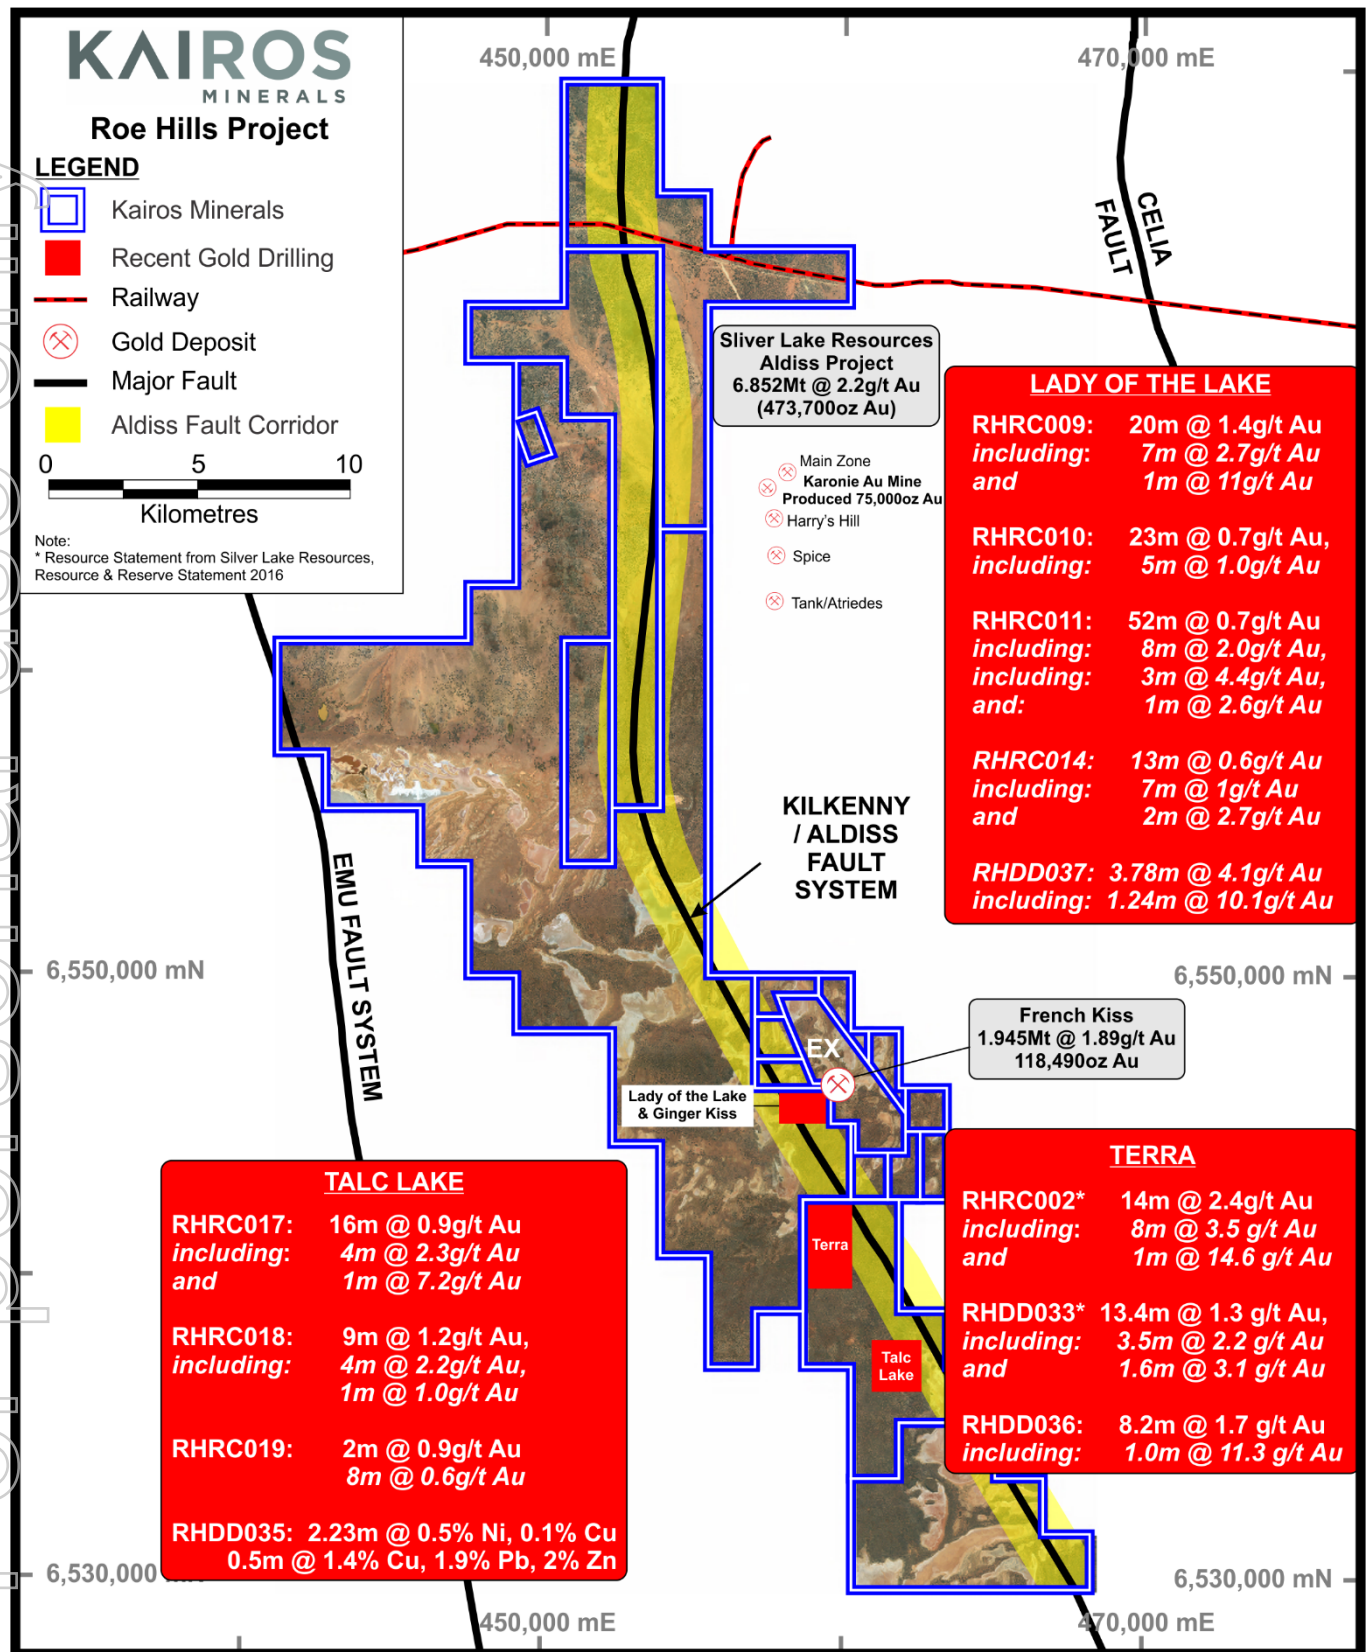 KAIROS
MINERALS
Roe Hills Project
LEGEND
Kairos Minerals
Recent Gold Drilling
Railway
Gold Deposit
Major Fault
Aldiss Fault Corridor
0 5 10
Kilometres
Note:
* Resource Statement from Silver Lake Resources,
Resource & Reserve Statement 2016
450,000 mE
470,000 mE
CELIA
FAULT
Sliver Lake Resources
Aldiss Project
6.852Mt @ 2.2g/t Au
(473,700oz Au)
Main Zone
Karonie Au Mine
Produced 75,000oz Au
Harry's Hill
Spice
Tank/Atriedes
LADY OF THE LAKE
RHRC009: 20m @ 1.4g/t Au
including: 7m @ 2.7g/t Au
and 1m @ 11g/t Au
RHRC010: 23m @ 0.7g/t Au,
including: 5m @ 1.0g/t Au
RHRC011: 52m @ 0.7g/t Au
including: 8m @ 2.0g/t Au,
including: 3m @ 4.4g/t Au,
and: 1m @ 2.6g/t Au
RHRC014: 13m @ 0.6g/t Au
including: 7m @ 1g/t Au
and 2m @ 2.7g/t Au
RHDD037: 3.78m @ 4.1g/t Au
including: 1.24m @ 10.1g/t Au
KILKENNY
/ ALDISS
FAULT
SYSTEM
EMU FAULT SYSTEM
6,550,000 mN
6,550,000 mN
French Kiss
1.945Mt @ 1.89g/t Au
118,490oz Au
EX
Lady of the Lake
& Ginger Kiss
Terra
Talc
Lake
TALC LAKE
RHRC017: 16m @ 0.9g/t Au
including: 4m @ 2.3g/t Au
and 1m @ 7.2g/t Au
RHRC018: 9m @ 1.2g/t Au,
including: 4m @ 2.2g/t Au,
1m @ 1.0g/t Au
RHRC019: 2m @ 0.9g/t Au
8m @ 0.6g/t Au
RHDD035: 2.23m @ 0.5% Ni, 0.1% Cu
0.5m @ 1.4% Cu, 1.9% Pb, 2% Zn
TERRA
RHRC002* 14m @ 2.4g/t Au
including: 8m @ 3.5 g/t Au
and 1m @ 14.6 g/t Au
RHDD033* 13.4m @ 1.3 g/t Au,
including: 3.5m @ 2.2 g/t Au
and 1.6m @ 3.1 g/t Au
RHDD036: 8.2m @ 1.7 g/t Au
including: 1.0m @ 11.3 g/t Au
6,530,000 mN
6,530,000 mN
450,000 mE
470,000 mE